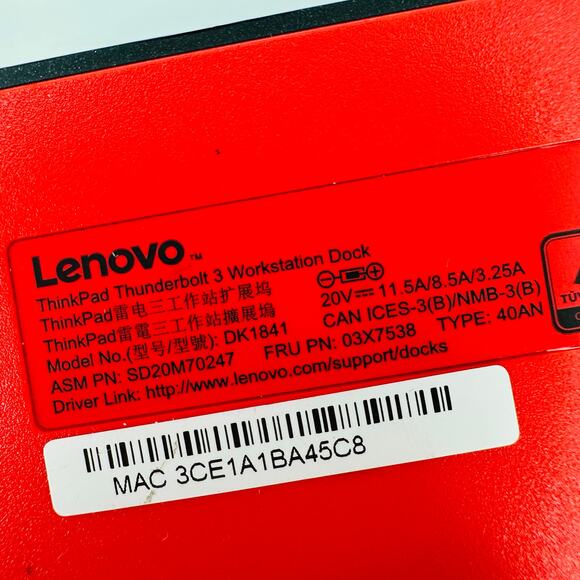 Lenovo™
ThinkPad Thunderbolt 3 Workstation Dock
ThinkPad雷电三工作站扩展坞
ThinkPad雷電三工作站擴展塢
Model No.(型号/型號): DK1841
ASM PN: SD20M70247 FRU PN: 03X7538 TYPE: 40AN
Driver Link: http://www.lenovo.com/support/docks
20V⎓11.5A/8.5A/3.25A
CAN ICES-3(B)/NMB-3(B)
MAC 3CE1A1BA45C8